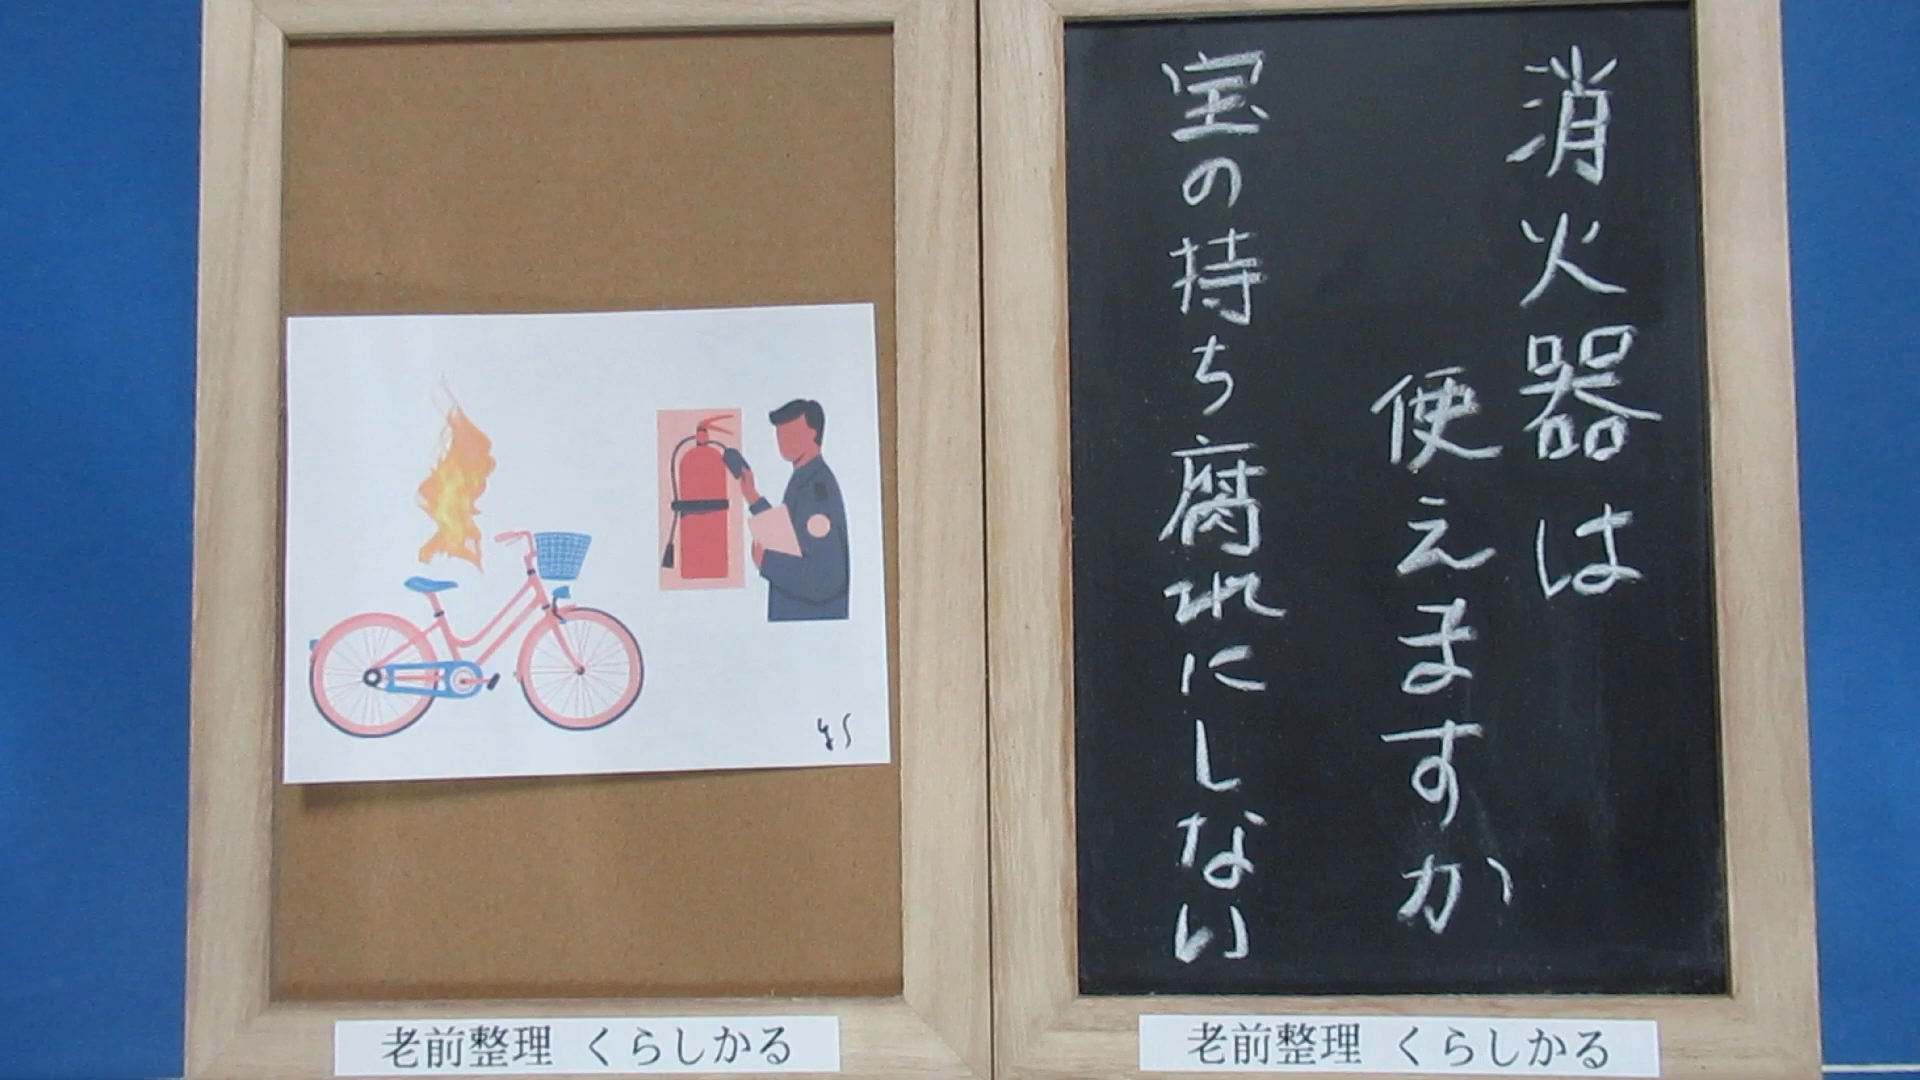 消火器は
使えますか
宝の持ち腐れにしない
老前整理 くらしかる
老前整理 くらしかる